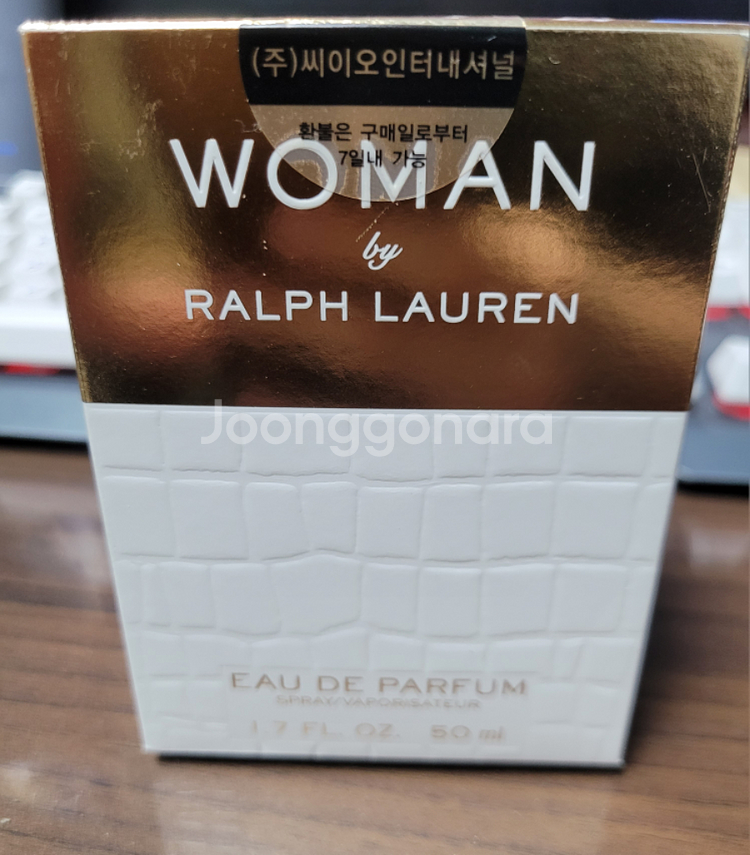 (주)씨이오인터내셔널
환불은 구매일로부터
7일내 가능
WOMAN
by
RALPH LAUREN
Joonggonara
EAU DE PARFUM
SPRAY/VAPORISATEUR
1.7 FL. OZ. 50 ml